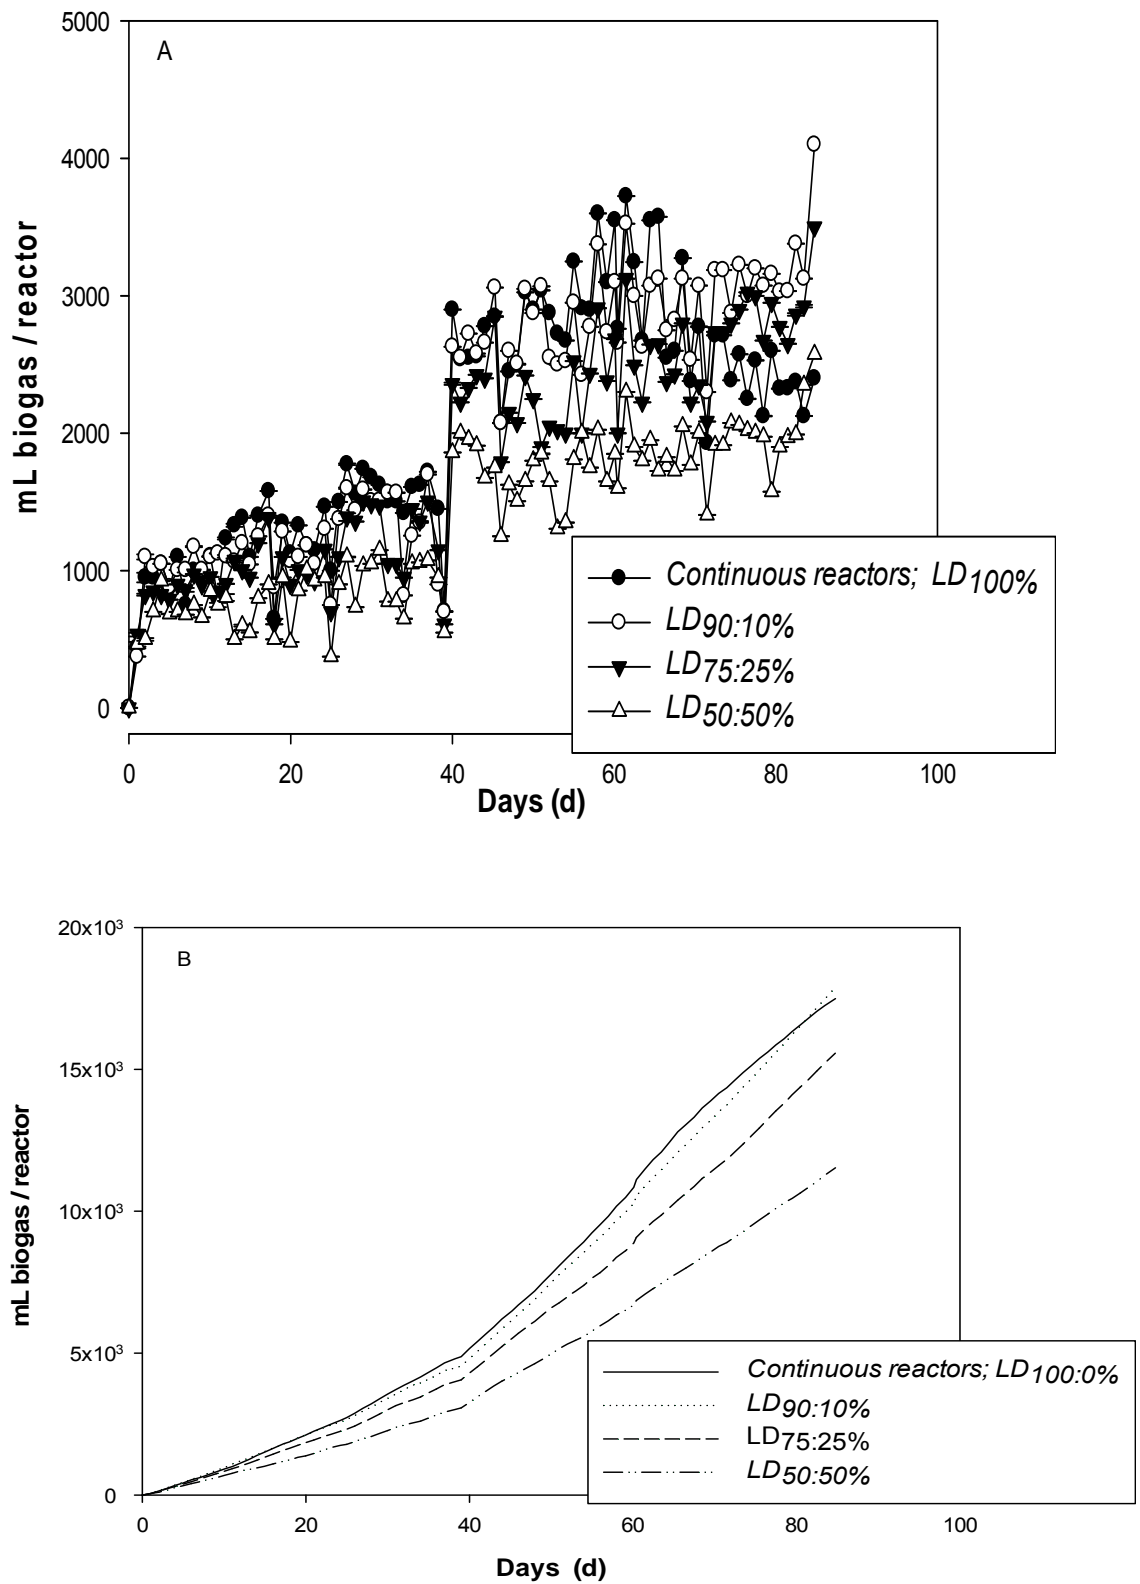 A
mL biogas / reactor
5000
4000
3000
2000
1000
0
0 20 40 60 80 100
Days (d)
Continuous reactors; LD100%
LD90:10%
LD75:25%
LD50:50%
B
mL biogas / reactor
20x10³
15x10³
10x10³
5x10³
0
0 20 40 60 80 100
Days (d)
Continuous reactors; LD100:0%
LD90:10%
LD75:25%
LD50:50%